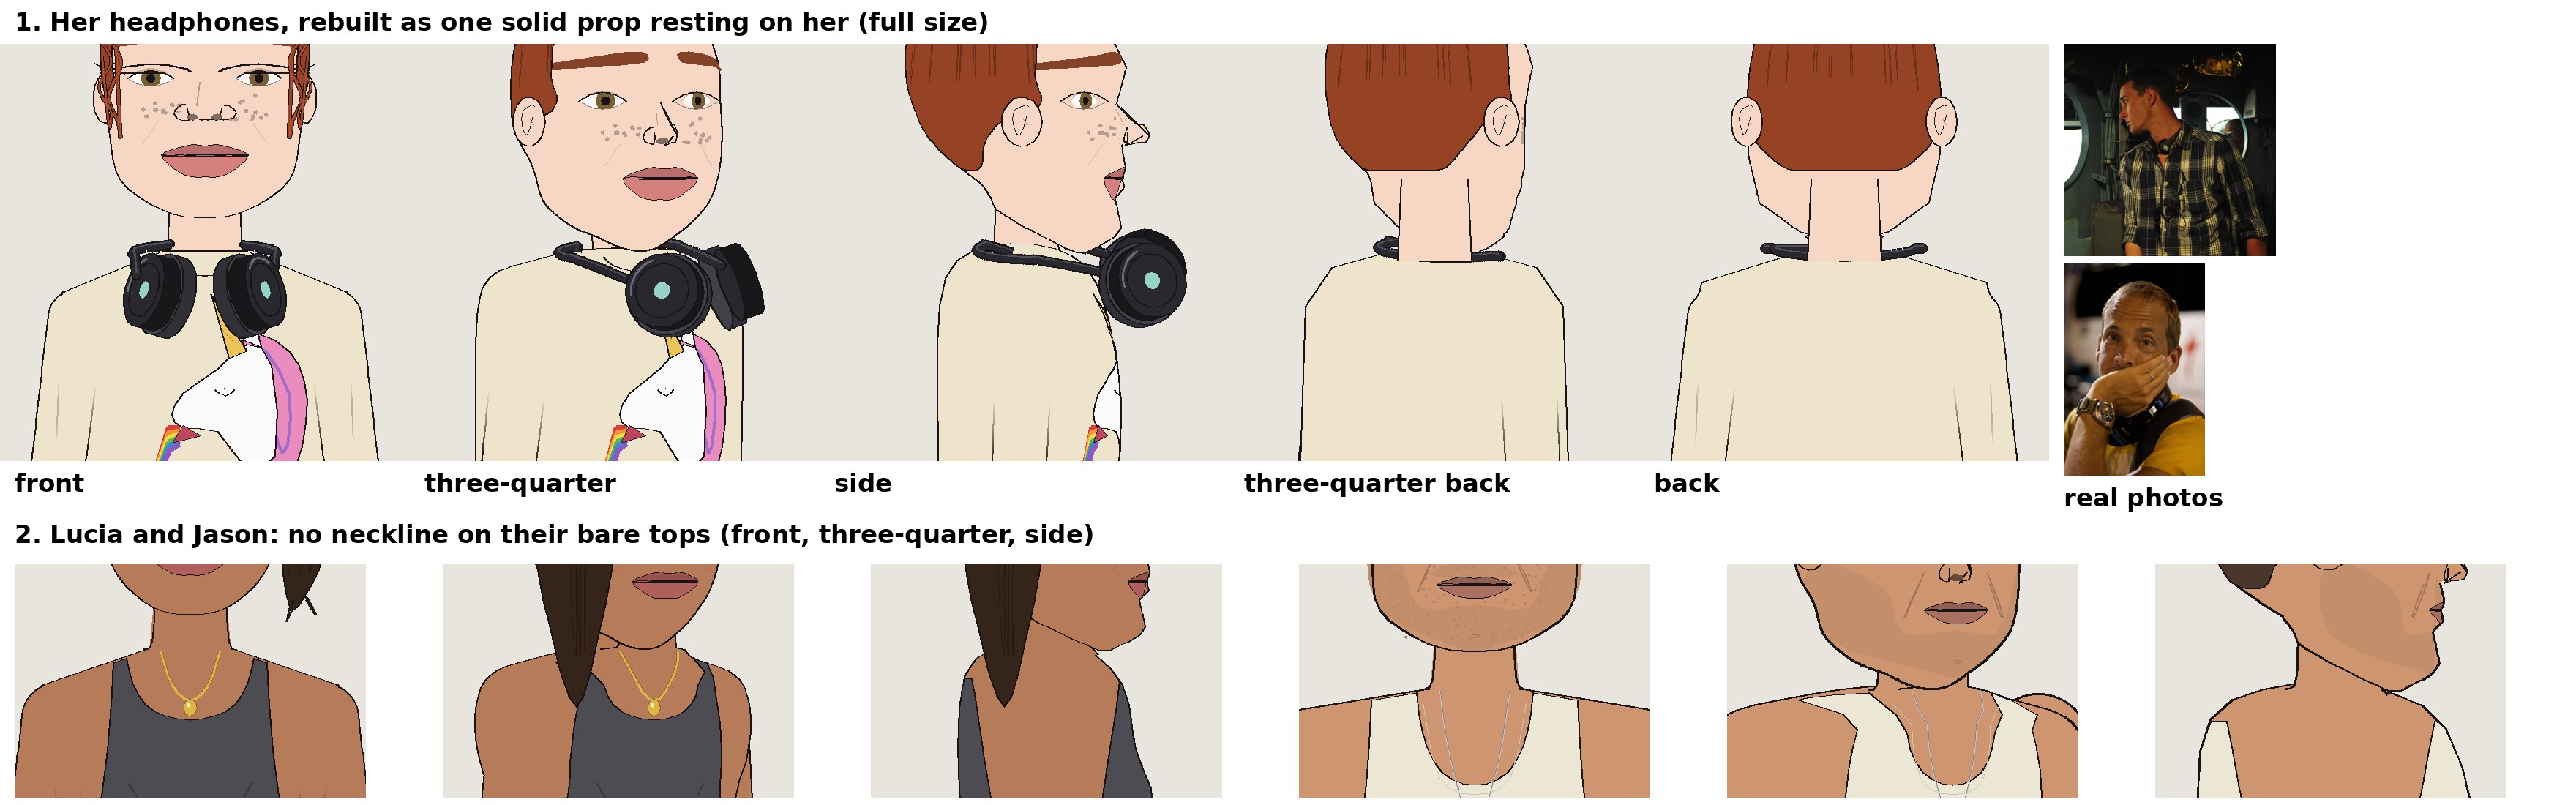 1. Her headphones, rebuilt as one solid prop resting on her (full size)
front
three-quarter
side
three-quarter back
back
real photos
2. Lucia and Jason: no neckline on their bare tops (front, three-quarter, side)